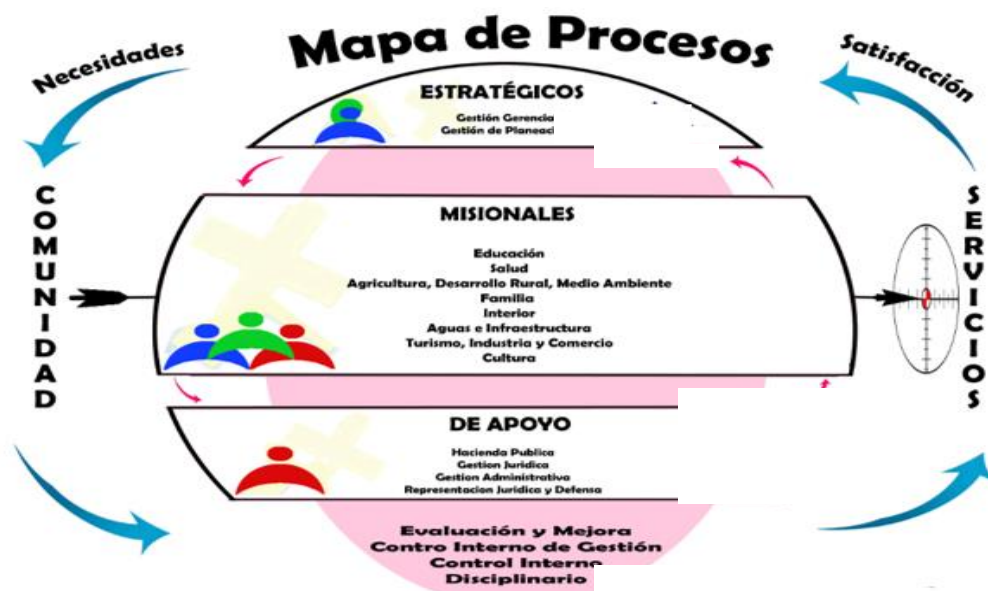 Mapa de Procesos
Necesidades
Satisfacción
ESTRATÉGICOS
Gestión Gerencia
Gestión de Planeaci
COMUNIDAD
SERVICIOS
MISIONALES
Educación
Salud
Agricultura, Desarrollo Rural, Medio Ambiente
Familia
Interior
Aguas e Infraestructura
Turismo, Industria y Comercio
Cultura
DE APOYO
Hacienda Publica
Gestion Juridica
Gestion Administrativa
Representacion Juridica y Defensa
Evaluación y Mejora
Contro Interno de Gestión
Control Interno
Disciplinario